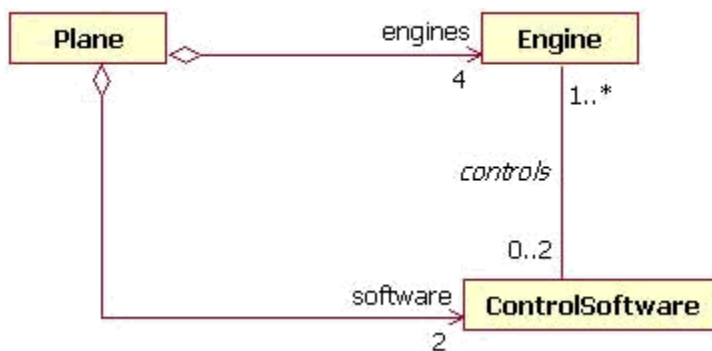 Plane
engines
Engine
4
1..*
controls
0..2
software
ControlSoftware
2